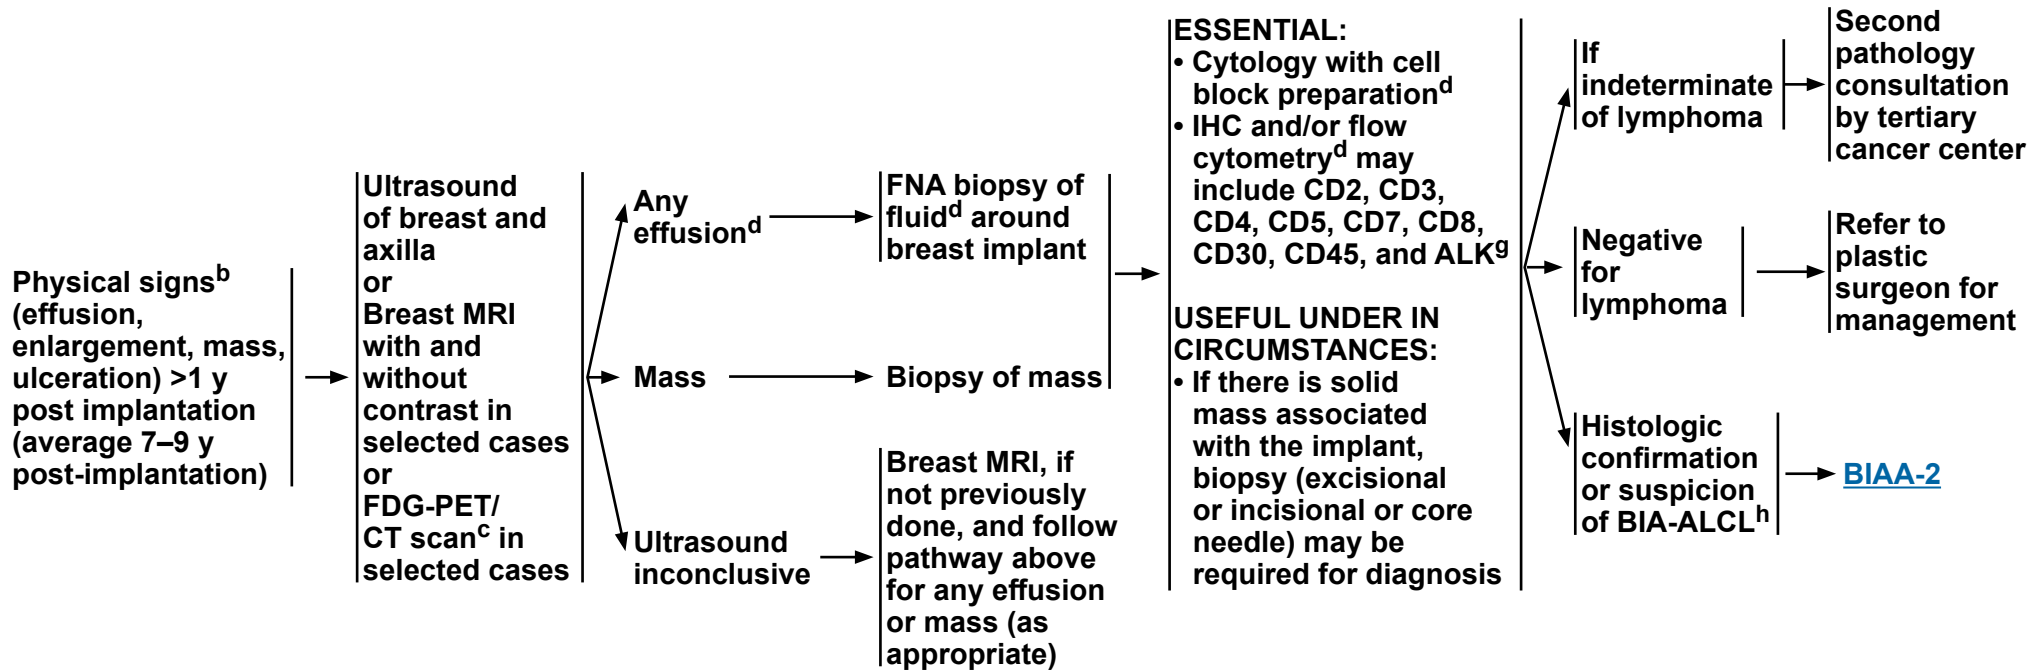 Physical signsb
(effusion,
enlargement, mass,
ulceration) >1 y
post implantation
(average 7–9 y
post-implantation)
Ultrasound
of breast and
axilla
or
Breast MRI
with and
without
contrast in
selected cases
or
FDG-PET/
CT scanc in
selected cases
Any
effusiond
FNA biopsy of
fluidd around
breast implant
Mass
Biopsy of mass
Ultrasound
inconclusive
Breast MRI, if
not previously
done, and follow
pathway above
for any effusion
or mass (as
appropriate)
ESSENTIAL:
• Cytology with cell
block preparationd
• IHC and/or flow
cytometryd may
include CD2, CD3,
CD4, CD5, CD7, CD8,
CD30, CD45, and ALKg
USEFUL UNDER IN
CIRCUMSTANCES:
• If there is solid
mass associated
with the implant,
biopsy (excisional
or incisional or core
needle) may be
required for diagnosis
If
indeterminate
of lymphoma
Second
pathology
consultation
by tertiary
cancer center
Negative
for
lymphoma
Refer to
plastic
surgeon for
management
Histologic
confirmation
or suspicion
of BIA-ALCLh
BIAA-2